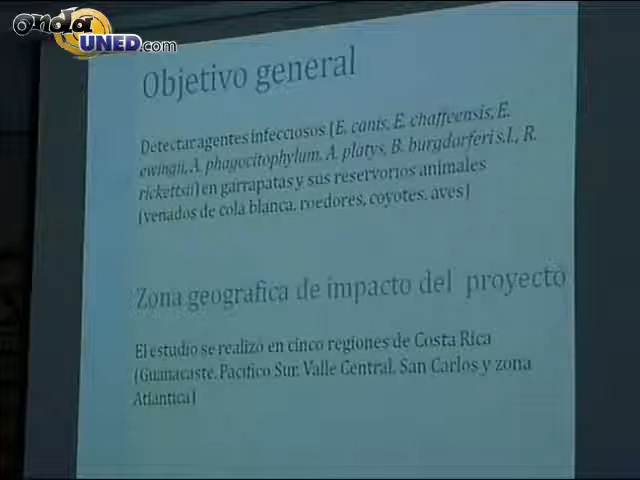 onda
UNED.com
Objetivo general
Detectar agentes infecciosos (E. canis, E. chaffeensis, E.
ewingii, A. phagocitophylum, A. platys, B. burgdorferi s.l., R.
rickettsii) en garrapatas y sus reservorios animales
(venados de cola blanca, roedores, coyotes, aves)
Zona geografica de impacto del proyecto
El estudio se realizó en cinco regiones de Costa Rica
(Guanacaste, Pacifico Sur, Valle Central, San Carlos y zona
Atlantica)